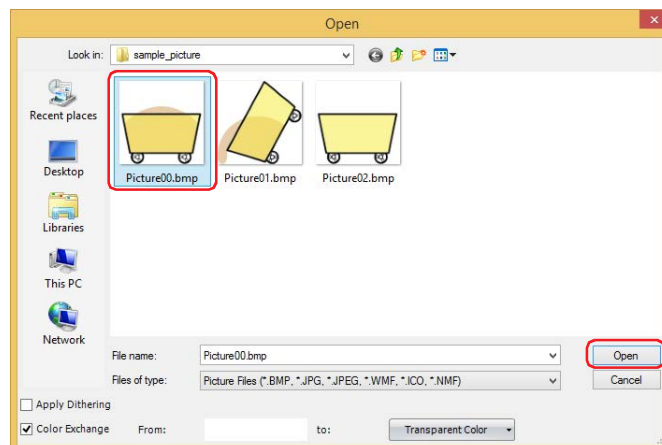 Open
Look in: sample_picture
Recent places
Desktop
Libraries
This PC
Network
Picture00.bmp Picture01.bmp Picture02.bmp
File name: Picture00.bmp Open
Files of type: Picture Files (*.BMP, *.JPG, *.JPEG, *.WMF, *.ICO, *.NMF) Cancel
Apply Dithering
Color Exchange From: to: Transparent Color